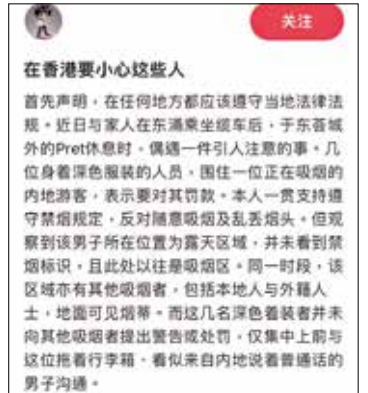 关注
在香港要小心这些人
首先声明，在任何地方都应该遵守当地法律法
规。近日与家人在东涌乘坐缆车后，于东荟城
外的Pret休息时，偶遇一件引人注意的事。几
位身着深色服装的人员，围住一位正在吸烟的
内地游客，表示要对其罚款。本人一贯支持遵
守禁烟规定，反对随意吸烟及乱丢烟头。但观
察到该男子所在位置为露天区域，并未看到禁
烟标识，且此处以往是吸烟区。同一时段，该
区域亦有其他吸烟者，包括本地人与外籍人
士，地面可见烟蒂。而这几名深色着装者并未
向其他吸烟者提出警告或处罚，仅集中上前与
这位拖着行李箱、看似来自内地说着普通话的
男子沟通。